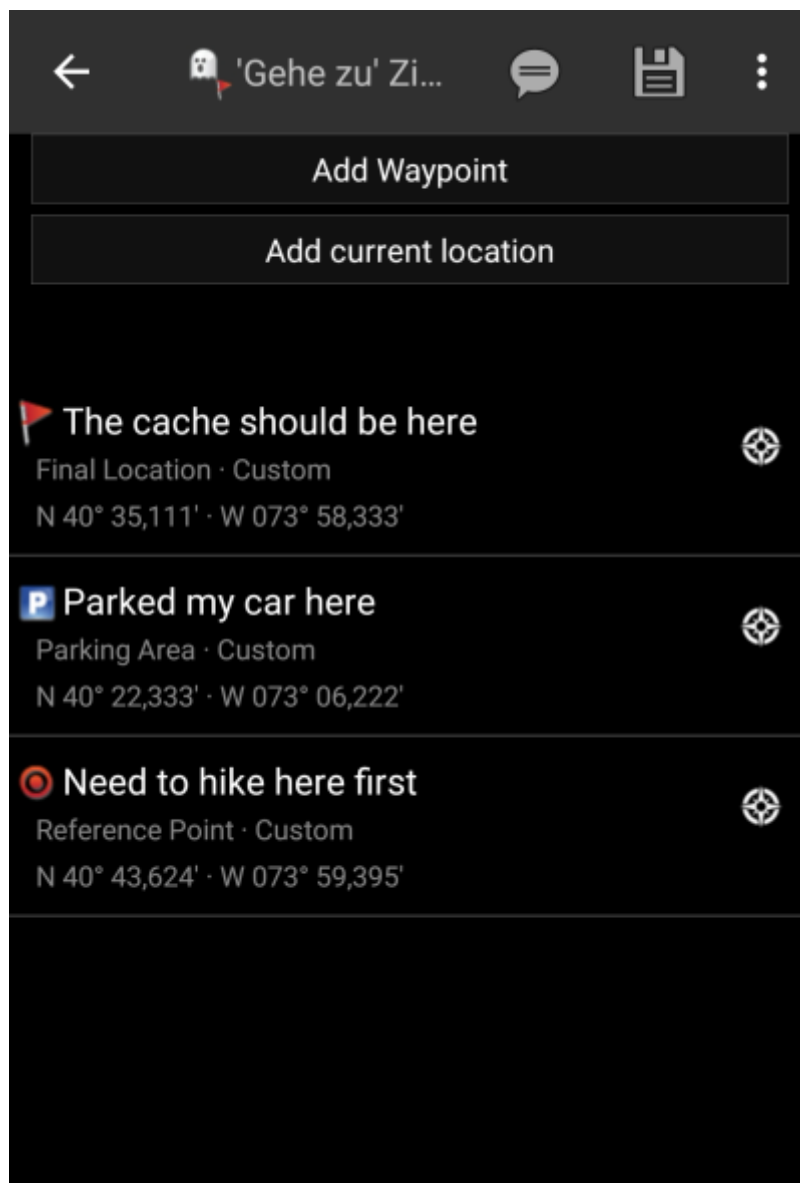 'Gehe zu' Zi...
Add Waypoint
Add current location
The cache should be here
Final Location · Custom
N 40° 35,111' · W 073° 58,333'
P Parked my car here
Parking Area · Custom
N 40° 22,333' · W 073° 06,222'
Need to hike here first
Reference Point · Custom
N 40° 43,624' · W 073° 59,395'